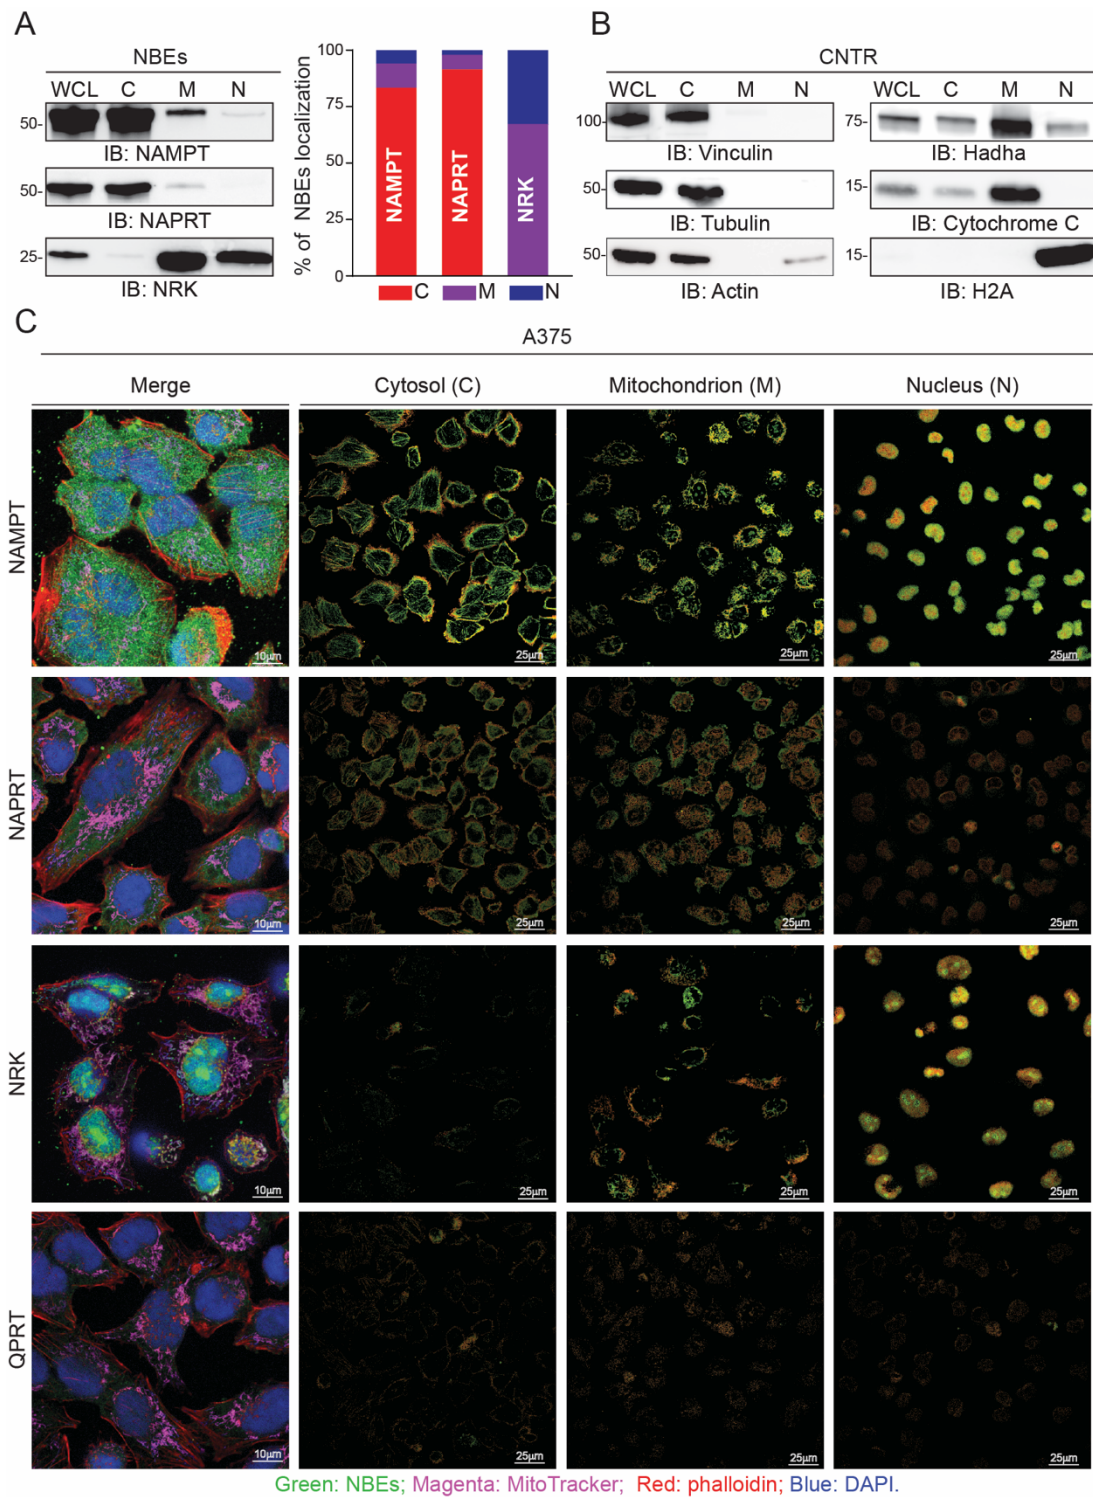 A
NBEs
WCL C M N
50-
IB: NAMPT
50-
IB: NAPRT
25-
IB: NRK
% of NBEs localization
100
75
50
25
0
NAMPT
NAPRT
NRK
C M N
B
CNTR
WCL C M N
WCL C M N
100-
IB: Vinculin
75-
IB: Hadha
50-
IB: Tubulin
15-
IB: Cytochrome C
50-
IB: Actin
15-
IB: H2A
C
A375
Merge
Cytosol (C)
Mitochondrion (M)
Nucleus (N)
NAMPT
10µm
25µm
25µm
25µm
NAPRT
10µm
25µm
25µm
25µm
NRK
10µm
25µm
25µm
25µm
QPRT
10µm
25µm
25µm
25µm
Green: NBEs; Magenta: MitoTracker; Red: phalloidin; Blue: DAPI.